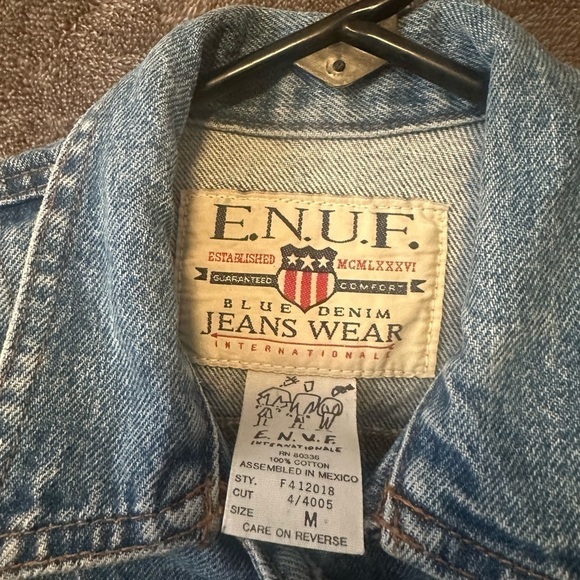 E.N.U.F.
ESTABLISHED MCMLXXXVI
GUARANTEED COMFORT
BLUE DENIM
JEANS WEAR
INTERNATIONALE
E.N.V.F.
INTERNATIONALE
RN 80336
100% COTTON
ASSEMBLED IN MEXICO
STY. F412018
CUT 4/4005
SIZE M
CARE ON REVERSE